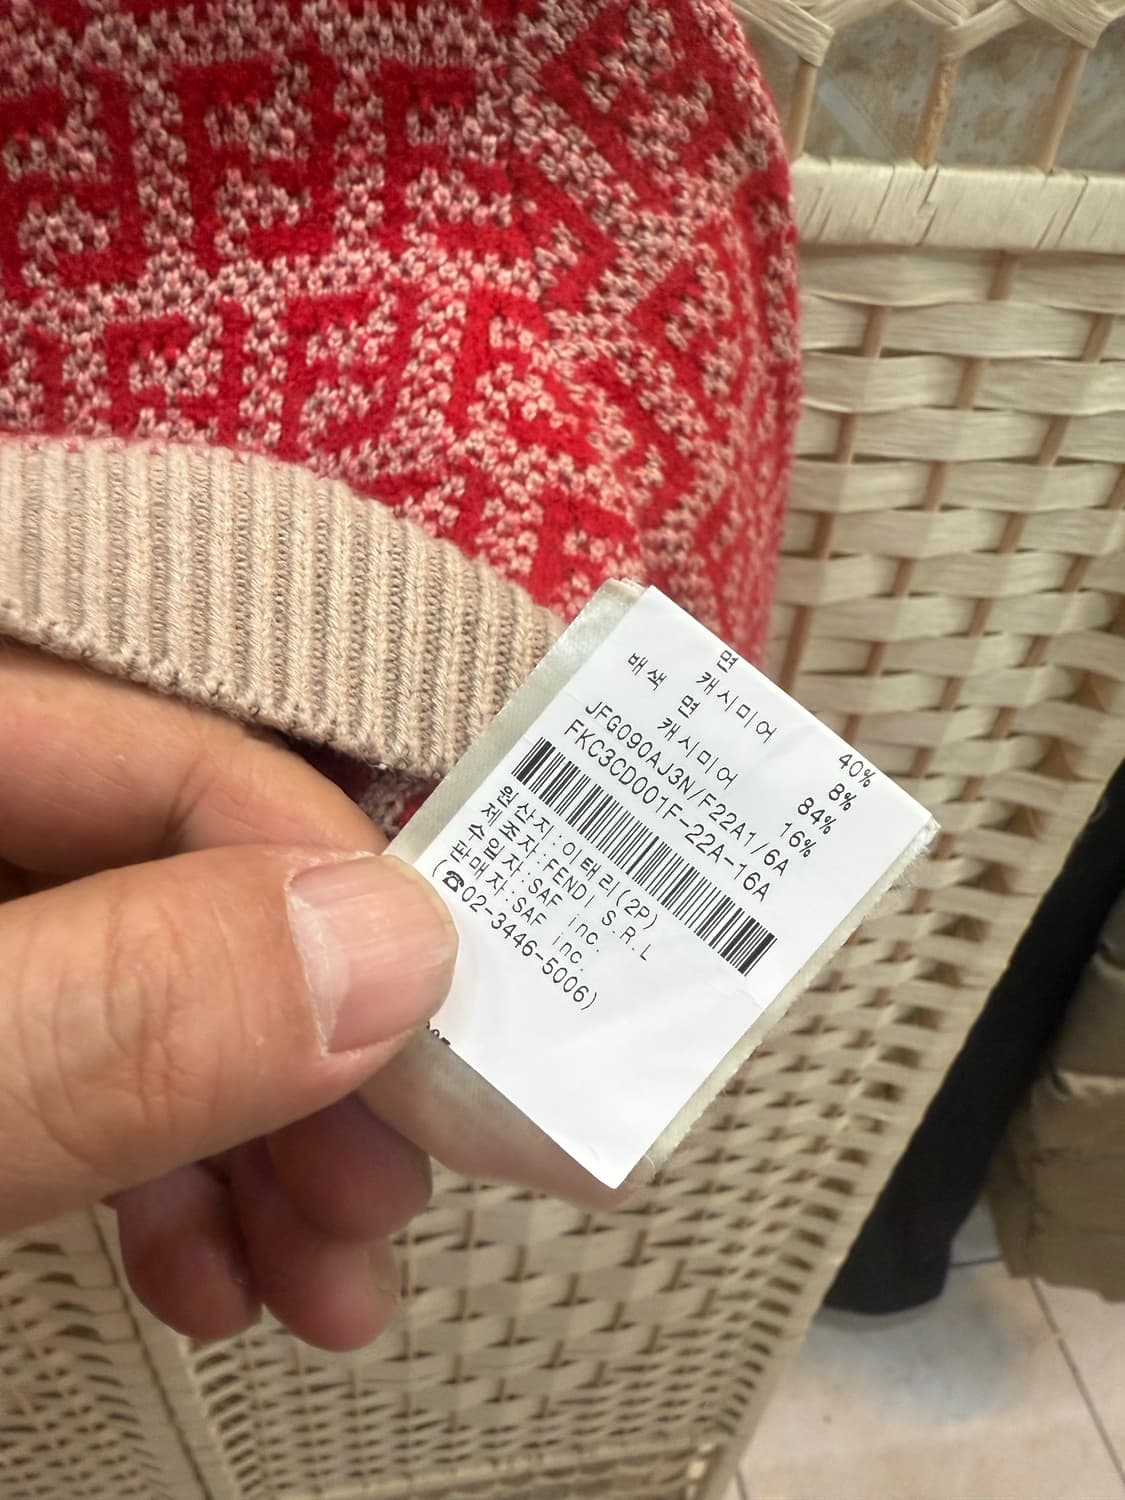 면 40%
캐시미어 8%
배색 면 84%
캐시미어 16%
JFG090AJ3N/F22A1/6A
FKC3CD001F-22A-16A
원산지:이태리(2P)
제조자:FENDI S.R.L
수입자:SAF inc.
판매자:SAF inc.
(☎02-3446-5006)